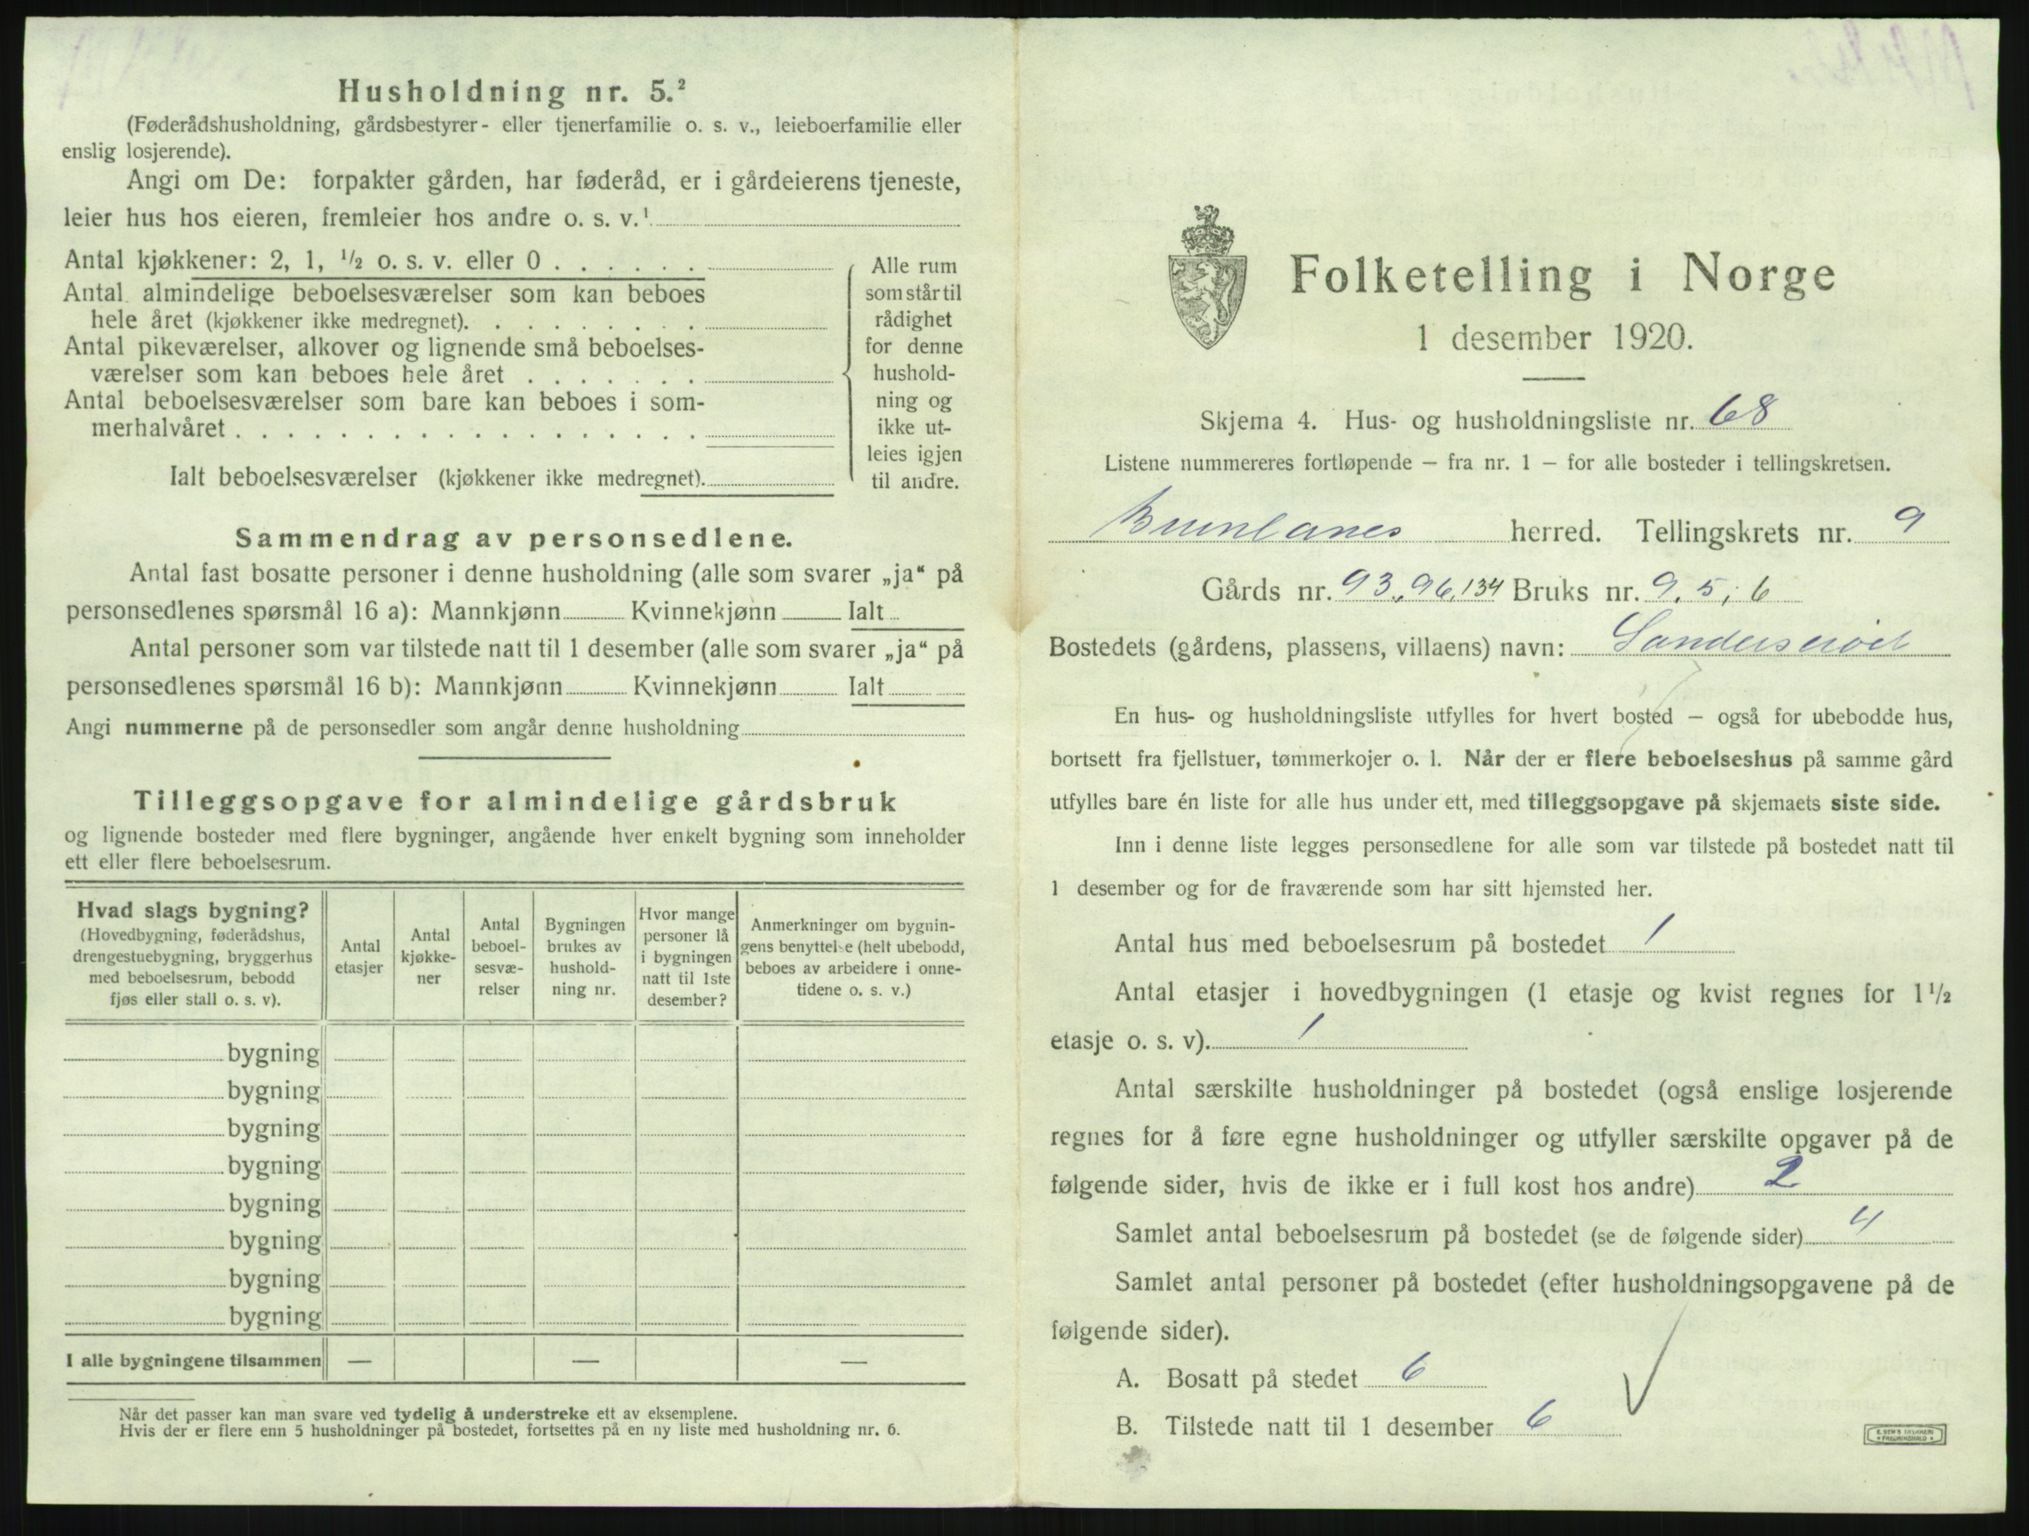 Husholdning nr. 5.²
(Føderådshusholdning, gårdsbestyrer- eller tjenerfamilie o. s. v., leieboerfamilie eller
enslig losjerende).
Angi om De: forpakter gården, har føderåd, er i gårdeierens tjeneste,
leier hus hos eieren, fremleier hos andre o. s. v.¹
Antal kjøkkener: 2, 1, ½ o. s. v. eller 0 . . . . . .
Antal almindelige beboelsesværelser som kan beboes
hele året (kjøkkener ikke medregnet). . . . . . . . .
Antal pikeværelser, alkover og lignende små beboelses-
værelser som kan beboes hele året . . . . . . .
Antal beboelsesværelser som bare kan beboes i som-
merhalvåret . . . . . . . . . . . . . . . . . .
Ialt beboelsesværelser (kjøkkener ikke medregnet).
Alle rum
som står til
rådighet
for denne
hushold-
ning og
ikke ut-
leies igjen
til andre.
Sammendrag av personsedlene.
Antal fast bosatte personer i denne husholdning (alle som svarer „ja“ på
personsedlenes spørsmål 16 a): Mannkjønn Kvinnekjønn Ialt
Antal personer som var tilstede natt til 1 desember (alle som svarer „ja“ på
personsedlenes spørsmål 16 b): Mannkjønn Kvinnekjønn Ialt
Angi nummerne på de personsedler som angår denne husholdning
Tilleggsopgave for almindelige gårdsbruk
og lignende bosteder med flere bygninger, angående hver enkelt bygning som inneholder
ett eller flere beboelsesrum.
Hvad slags bygning?
(Hovedbygning, føderådshus,
drengestuebygning, bryggerhus
med beboelsesrum, bebodd
fjøs eller stall o. s. v).
Antal
etasjer
Antal
kjøkke-
ner
Antal
beboel-
sesvæ-
relser
Bygningen
brukes av
hushold-
ning nr.
Hvor mange
personer lå
i bygningen
natt til 1ste
desember?
Anmerkninger om bygnin-
gens benyttelse (helt ubebodd,
beboes av arbeidere i onne-
tidene o. s. v.)
bygning
bygning
bygning
bygning
bygning
bygning
bygning
bygning
I alle bygningene tilsammen — — —
Når det passer kan man svare ved tydelig å understreke ett av eksemplene.
Hvis der er flere enn 5 husholdninger på bostedet, fortsettes på en ny liste med husholdning nr. 6.
Folketelling i Norge
1 desember 1920.
Skjema 4. Hus- og husholdningsliste nr. 68
Listene nummereres fortløpende – fra nr. 1 – for alle bosteder i tellingskretsen.
Brunlanes herred. Tellingskrets nr. 9
Gårds nr. 93, 96, 134 Bruks nr. 9, 5, 6
Bostedets (gårdens, plassens, villaens) navn: Sandersrød
En hus- og husholdningsliste utfylles for hvert bosted – også for ubebodde hus,
bortsett fra fjellstuer, tømmerkojer o. l. Når der er flere beboelseshus på samme gård
utfylles bare én liste for alle hus under ett, med tilleggsopgave på skjemaets siste side.
Inn i denne liste legges personsedlene for alle som var tilstede på bostedet natt til
1 desember og for de fraværende som har sitt hjemsted her.
Antal hus med beboelsesrum på bostedet 1
Antal etasjer i hovedbygningen (1 etasje og kvist regnes for 1½
etasje o. s. v). 1
Antal særskilte husholdninger på bostedet (også enslige losjerende
regnes for å føre egne husholdninger og utfyller særskilte opgaver på de
følgende sider, hvis de ikke er i full kost hos andre) 2
Samlet antal beboelsesrum på bostedet (se de følgende sider) 4
Samlet antal personer på bostedet (efter husholdningsopgavene på de
følgende sider).
A. Bosatt på stedet 6
B. Tilstede natt til 1 desember 6